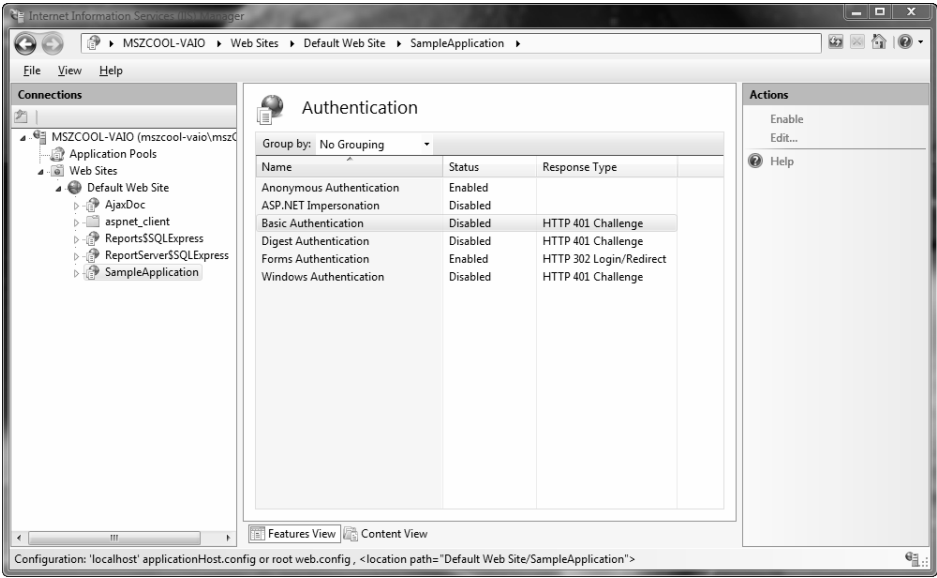 Internet Information Services (IIS) Manager
MSZCOOL-VAIO Web Sites Default Web Site SampleApplication
File View Help
Connections
MSZCOOL-VAIO (mszcool-vaio\mszC
Application Pools
Web Sites
Default Web Site
AjaxDoc
aspnet_client
Reports$SQLExpress
ReportServer$SQLExpress
SampleApplication
Authentication
Group by: No Grouping
Name Status Response Type
Anonymous Authentication Enabled
ASP.NET Impersonation Disabled
Basic Authentication Disabled HTTP 401 Challenge
Digest Authentication Disabled HTTP 401 Challenge
Forms Authentication Enabled HTTP 302 Login/Redirect
Windows Authentication Disabled HTTP 401 Challenge
Features View Content View
Actions
Enable
Edit...
Help
Configuration: 'localhost' applicationHost.config or root web.config , <location path="Default Web Site/SampleApplication">